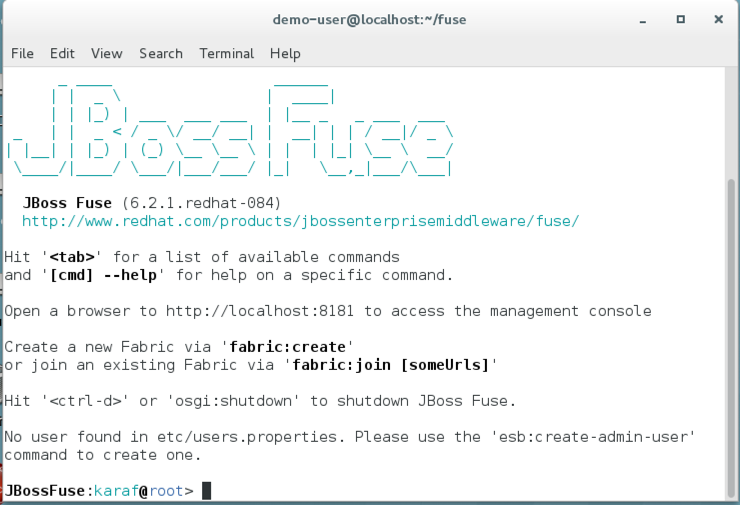 demo-user@localhost:~/fuse
File Edit View Search Terminal Help
JBoss Fuse
JBoss Fuse (6.2.1.redhat-084)
http://www.redhat.com/products/jbossenterprisemiddleware/fuse/
Hit '<tab>' for a list of available commands
and '[cmd] --help' for help on a specific command.
Open a browser to http://localhost:8181 to access the management console
Create a new Fabric via 'fabric:create'
or join an existing Fabric via 'fabric:join [someUrls]'
Hit '<ctrl-d>' or 'osgi:shutdown' to shutdown JBoss Fuse.
No user found in etc/users.properties. Please use the 'esb:create-admin-user'
command to create one.
JBossFuse:karaf@root>